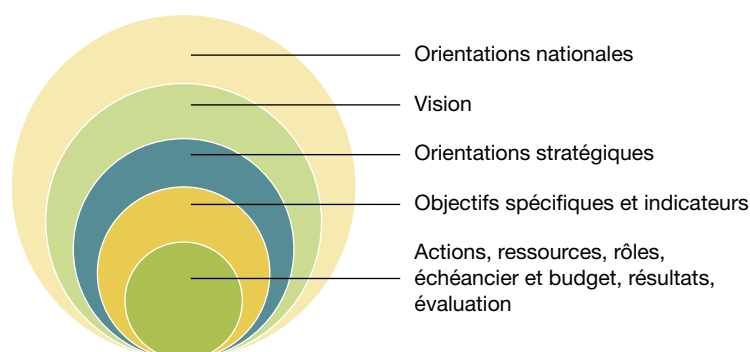 Orientations nationales
Vision
Orientations stratégiques
Objectifs spécifiques et indicateurs
Actions, ressources, rôles,
échéancier et budget, résultats,
évaluation